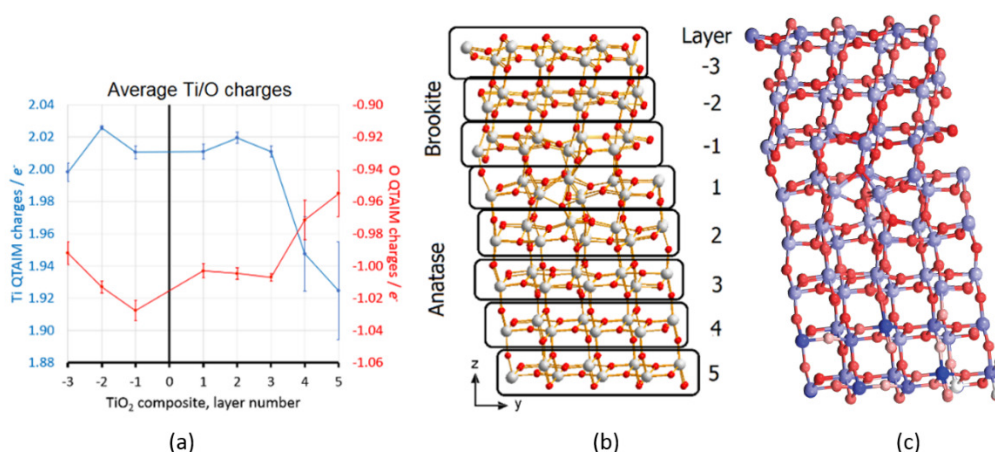 Average Ti/O charges
Ti QTAIM charges / e⁻
2.04
2.02
2.00
1.98
1.96
1.94
1.92
1.90
1.88
-0.90
-0.92
-0.94
-0.96
-0.98
-1.00
-1.02
-1.04
-1.06
O QTAIM charges / e⁻
-3 -2 -1 0 1 2 3 4 5
TiO₂ composite, layer number
(a)
Brookite
Anatase
Layer
-3
-2
-1
1
2
3
4
5
z
y
(b)
(c)